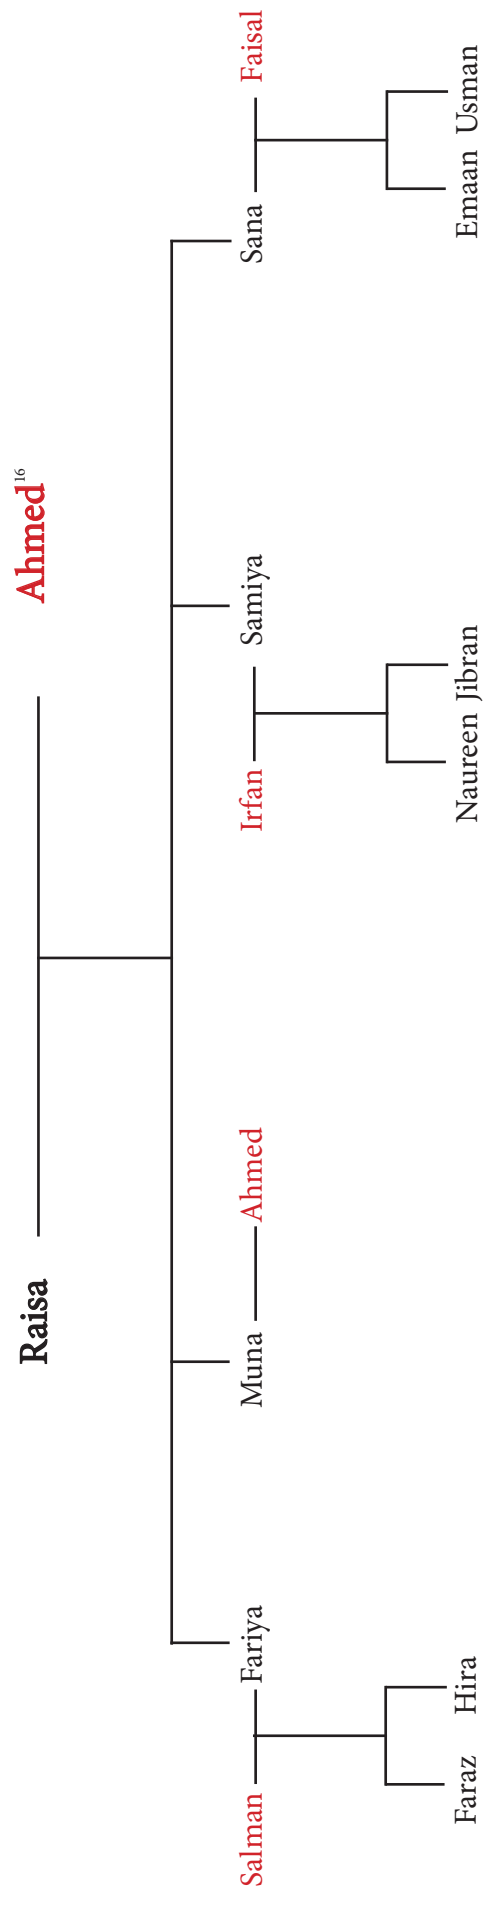 Raisa Ahmed16
Salman Fariya Muna Ahmed Irfan Samiya Sana Faisal
Faraz Hira Naureen Jibran Emaan Usman